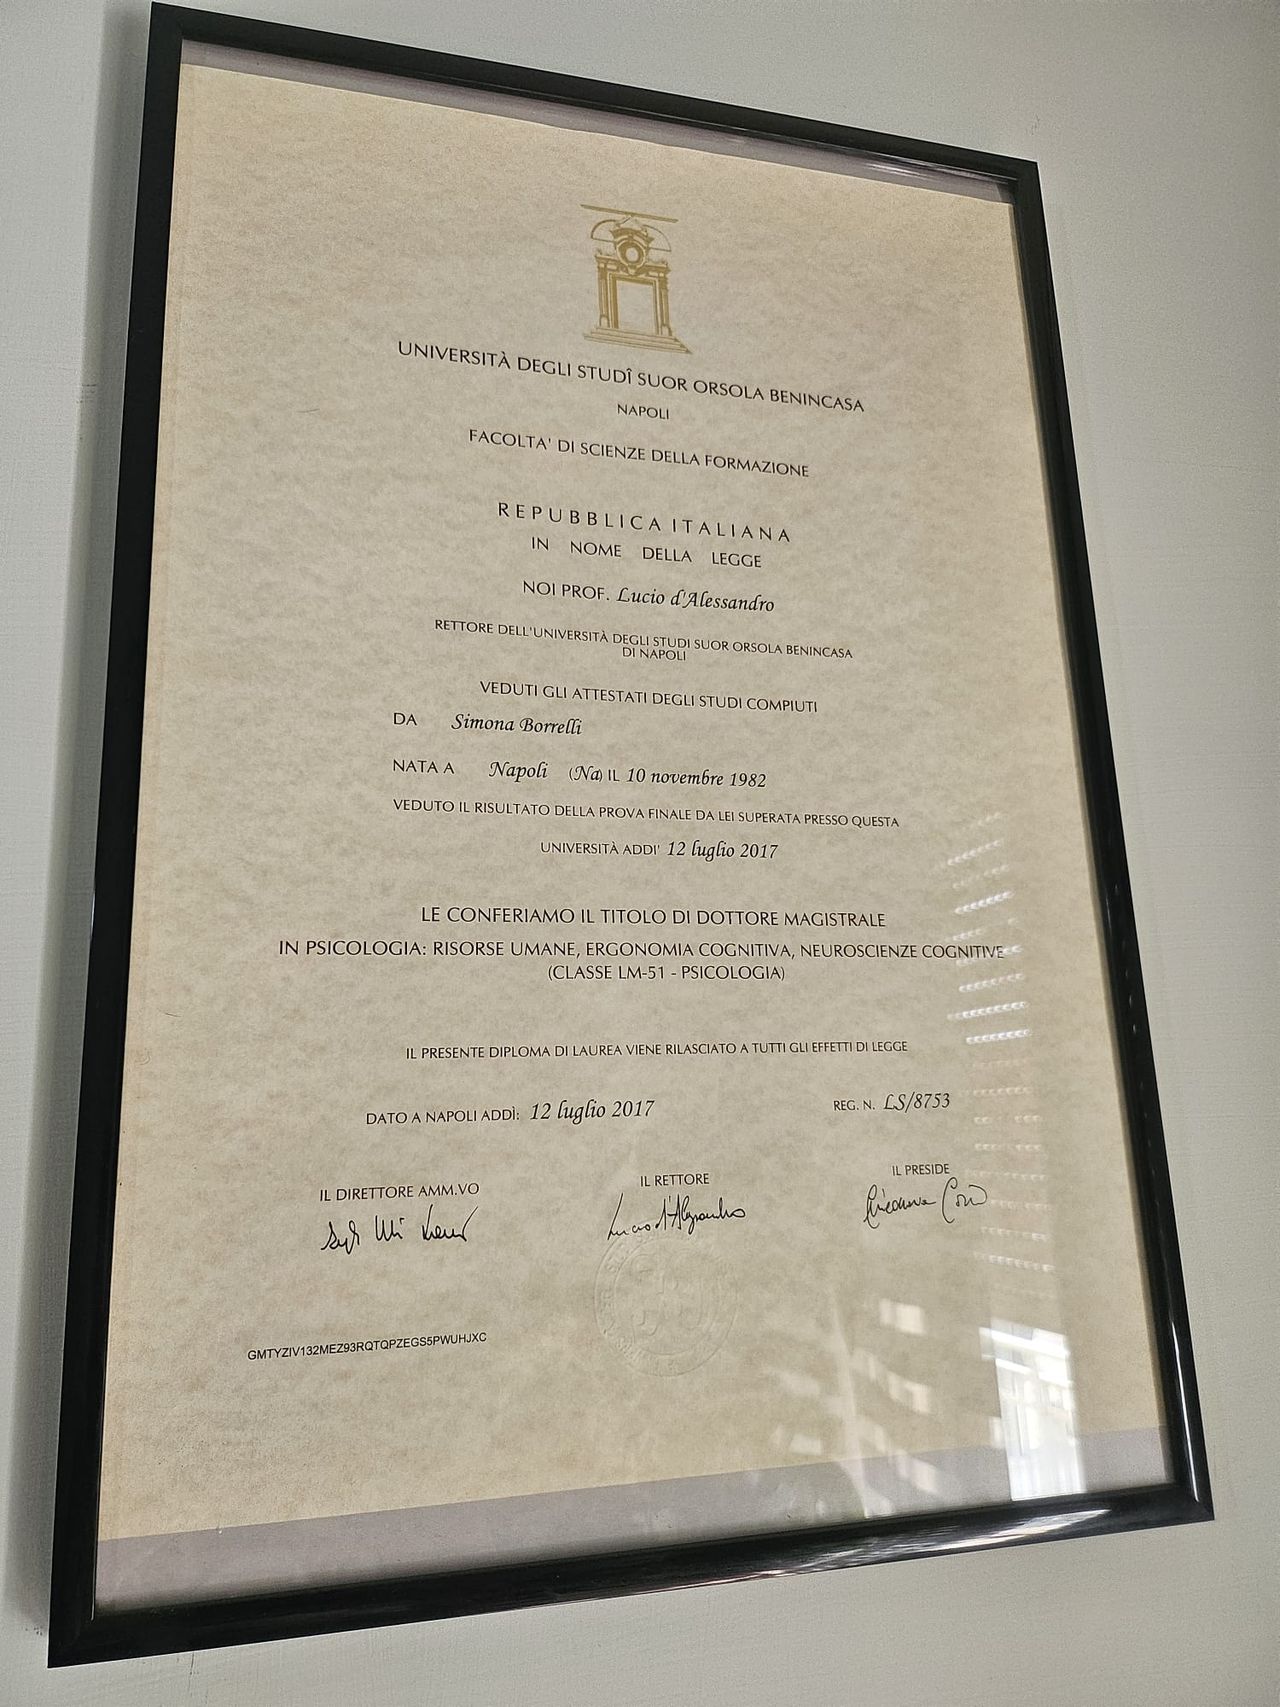 UNIVERSITÀ DEGLI STUDÎ SUOR ORSOLA BENINCASA
NAPOLI
FACOLTA' DI SCIENZE DELLA FORMAZIONE
REPUBBLICA ITALIANA
IN NOME DELLA LEGGE
NOI PROF. Lucio d'Alessandro
RETTORE DELL'UNIVERSITÀ DEGLI STUDI SUOR ORSOLA BENINCASA
DI NAPOLI
VEDUTI GLI ATTESTATI DEGLI STUDI COMPIUTI
DA Simona Borrelli
NATA A Napoli (Na) IL 10 novembre 1982
VEDUTO IL RISULTATO DELLA PROVA FINALE DA LEI SUPERATA PRESSO QUESTA
UNIVERSITÀ ADDI' 12 luglio 2017
LE CONFERIAMO IL TITOLO DI DOTTORE MAGISTRALE
IN PSICOLOGIA: RISORSE UMANE, ERGONOMIA COGNITIVA, NEUROSCIENZE COGNITIVE
(CLASSE LM-51 - PSICOLOGIA)
IL PRESENTE DIPLOMA DI LAUREA VIENE RILASCIATO A TUTTI GLI EFFETTI DI LEGGE
DATO A NAPOLI ADDÌ: 12 luglio 2017 REG. N. LS/8753
IL DIRETTORE AMM.VO IL RETTORE IL PRESIDE
Lucio d'Alessandro
GMTYZIV132MEZ93RQTQPZEGS5PWUHJXC